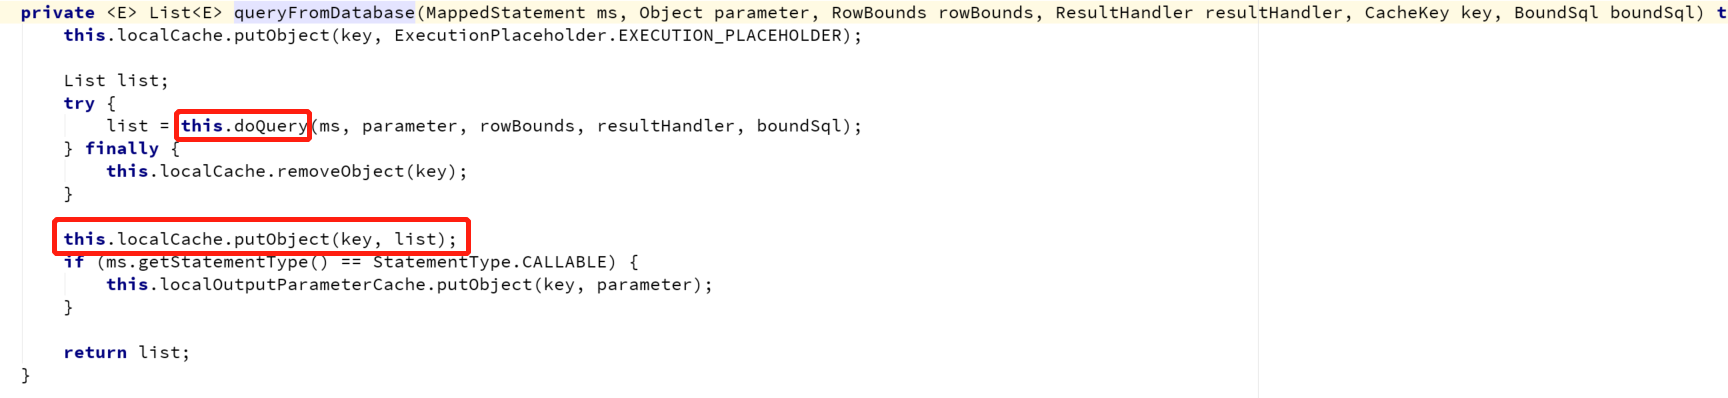 private <E> List<E> queryFromDatabase(MappedStatement ms, Object parameter, RowBounds rowBounds, ResultHandler resultHandler, CacheKey key, BoundSql boundSql) t
this.localCache.putObject(key, ExecutionPlaceholder.EXECUTION_PLACEHOLDER);
List list;
try {
list = this.doQuery(ms, parameter, rowBounds, resultHandler, boundSql);
} finally {
this.localCache.removeObject(key);
}
this.localCache.putObject(key, list);
if (ms.getStatementType() == StatementType.CALLABLE) {
this.localOutputParameterCache.putObject(key, parameter);
}
return list;
}